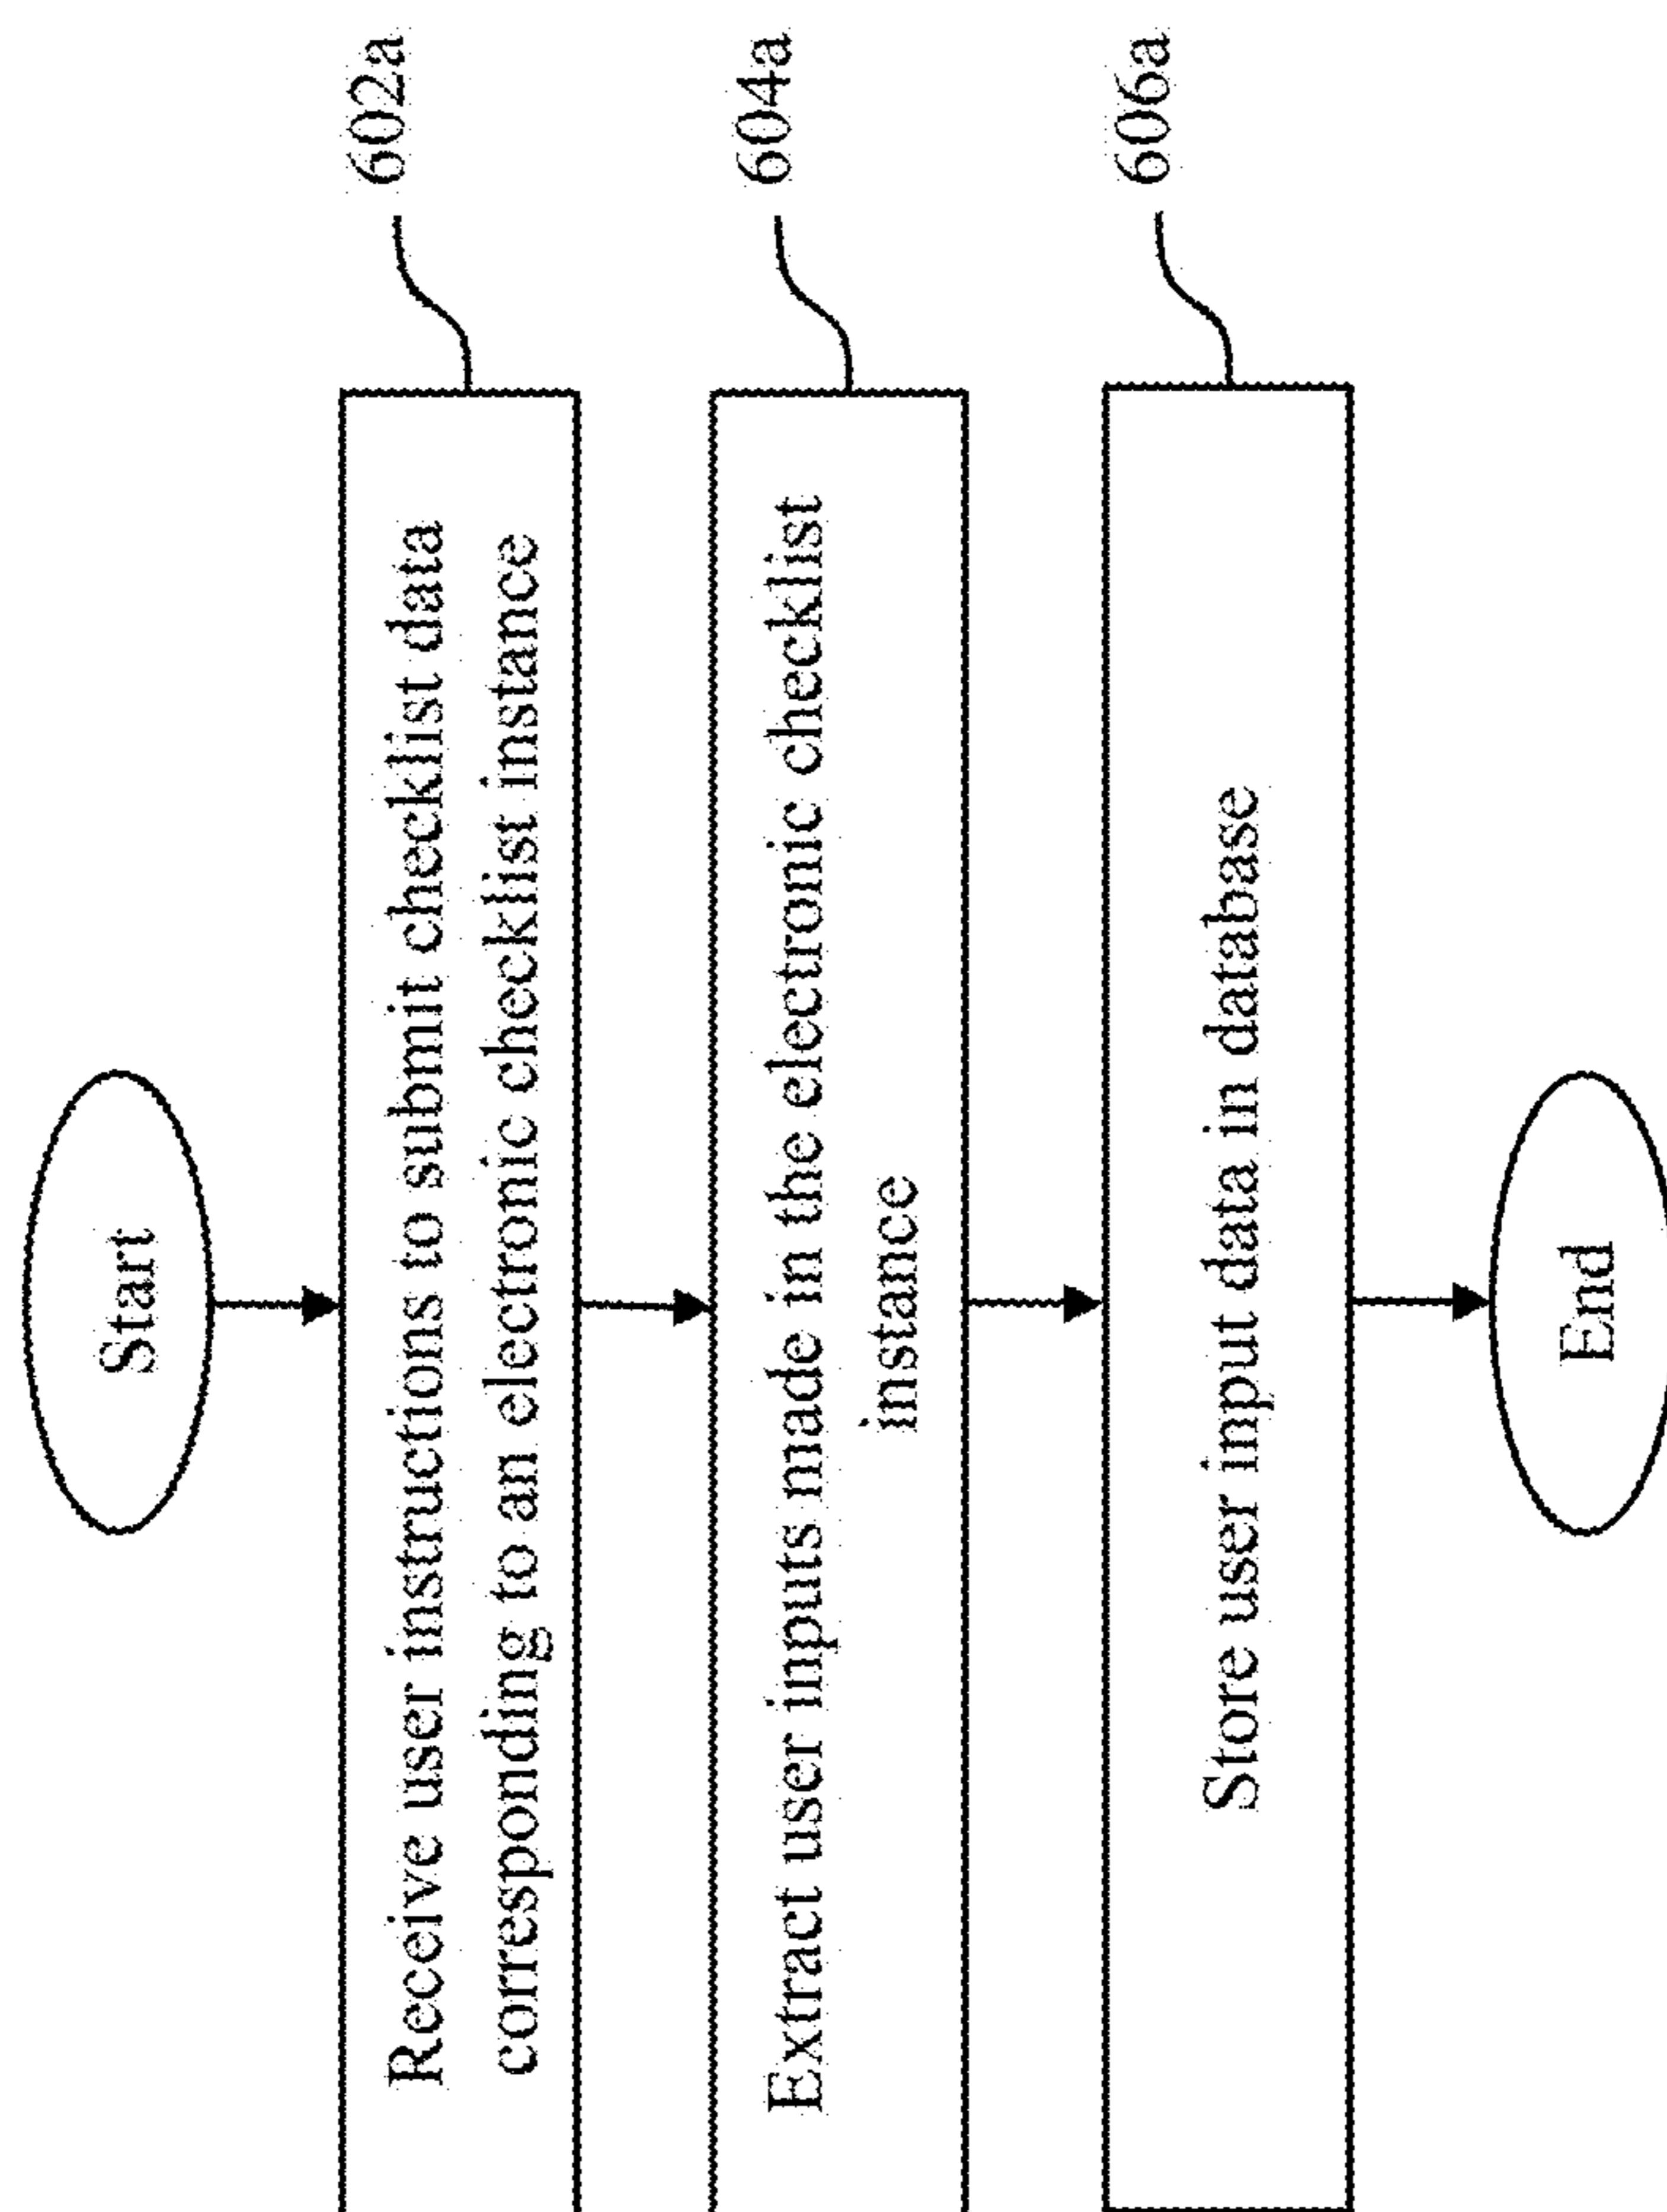 Start
Receive user instructions to submit checklist data
corresponding to an electronic checklist instance
602a
Extract user inputs made in the electronic checklist
instance
604a
Store user input data in database
606a
End